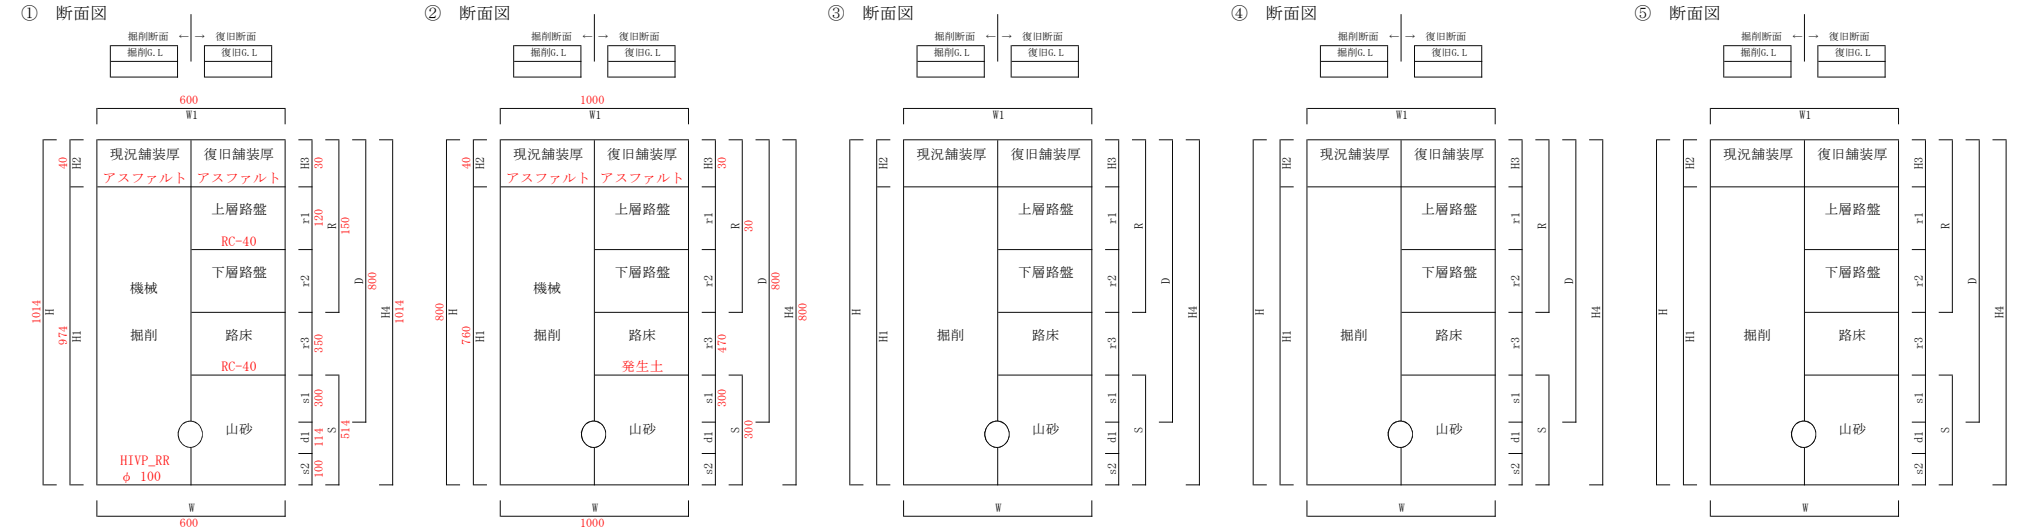 ① 断面図
掘削断面 ←→ 復旧断面
掘削G.L 復旧G.L
600
W1
現況舗装厚 復旧舗装厚
アスファルト アスファルト
上層路盤
RC-40
下層路盤
機械
掘削
路床
RC-40
山砂
HIVP_RR
φ 100
1014
H
40
H2
974
H1
H3
30
r1
120
r2
r3
350
s1
300
d1
114
s2
100
R
150
S
514
D
800
H4
1014
W
600
② 断面図
掘削断面 ←→ 復旧断面
掘削G.L 復旧G.L
1000
W1
現況舗装厚 復旧舗装厚
アスファルト アスファルト
上層路盤
下層路盤
機械
掘削
路床
発生土
山砂
800
H
40
H2
760
H1
H3
30
r1
r2
r3
470
s1
300
d1
s2
R
30
S
300
D
800
H4
800
W
1000
③ 断面図
掘削断面 ←→ 復旧断面
掘削G.L 復旧G.L
W1
現況舗装厚 復旧舗装厚
上層路盤
下層路盤
掘削
路床
山砂
H
H2
H1
H3
r1
r2
r3
s1
d1
s2
R
S
D
H4
W
④ 断面図
掘削断面 ←→ 復旧断面
掘削G.L 復旧G.L
W1
現況舗装厚 復旧舗装厚
上層路盤
下層路盤
掘削
路床
山砂
H
H2
H1
H3
r1
r2
r3
s1
d1
s2
R
S
D
H4
W
⑤ 断面図
掘削断面 ←→ 復旧断面
掘削G.L 復旧G.L
W1
現況舗装厚 復旧舗装厚
上層路盤
下層路盤
掘削
路床
山砂
H
H2
H1
H3
r1
r2
r3
s1
d1
s2
R
S
D
H4
W